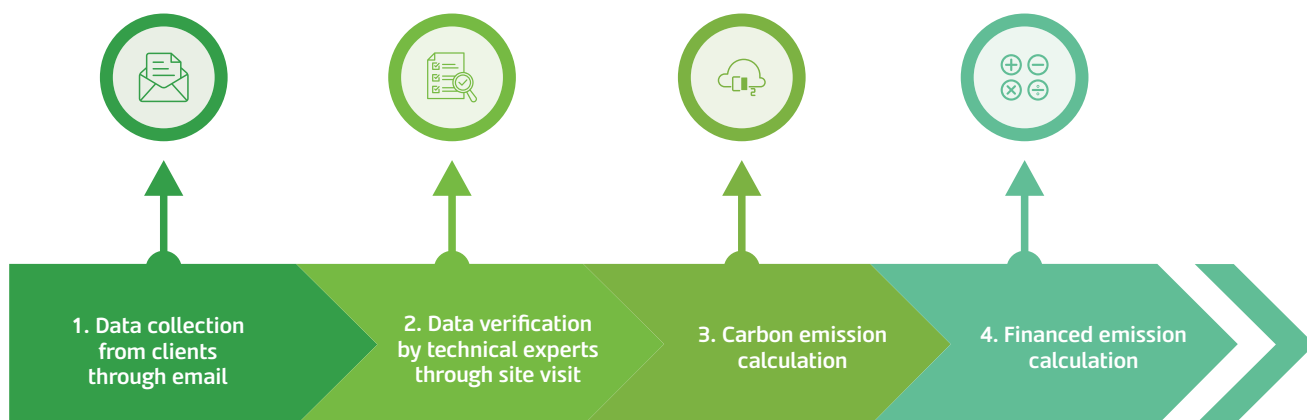 1. Data collection
from clients
through email
2. Data verification
by technical experts
through site visit
3. Carbon emission
calculation
4. Financed emission
calculation